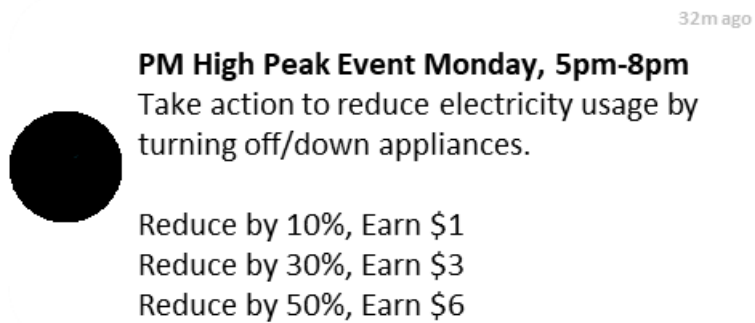 32m ago
PM High Peak Event Monday, 5pm-8pm
Take action to reduce electricity usage by
turning off/down appliances.
Reduce by 10%, Earn $1
Reduce by 30%, Earn $3
Reduce by 50%, Earn $6